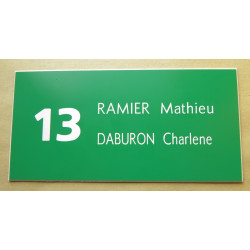 13
RAMIER Mathieu
DABURON Charlene